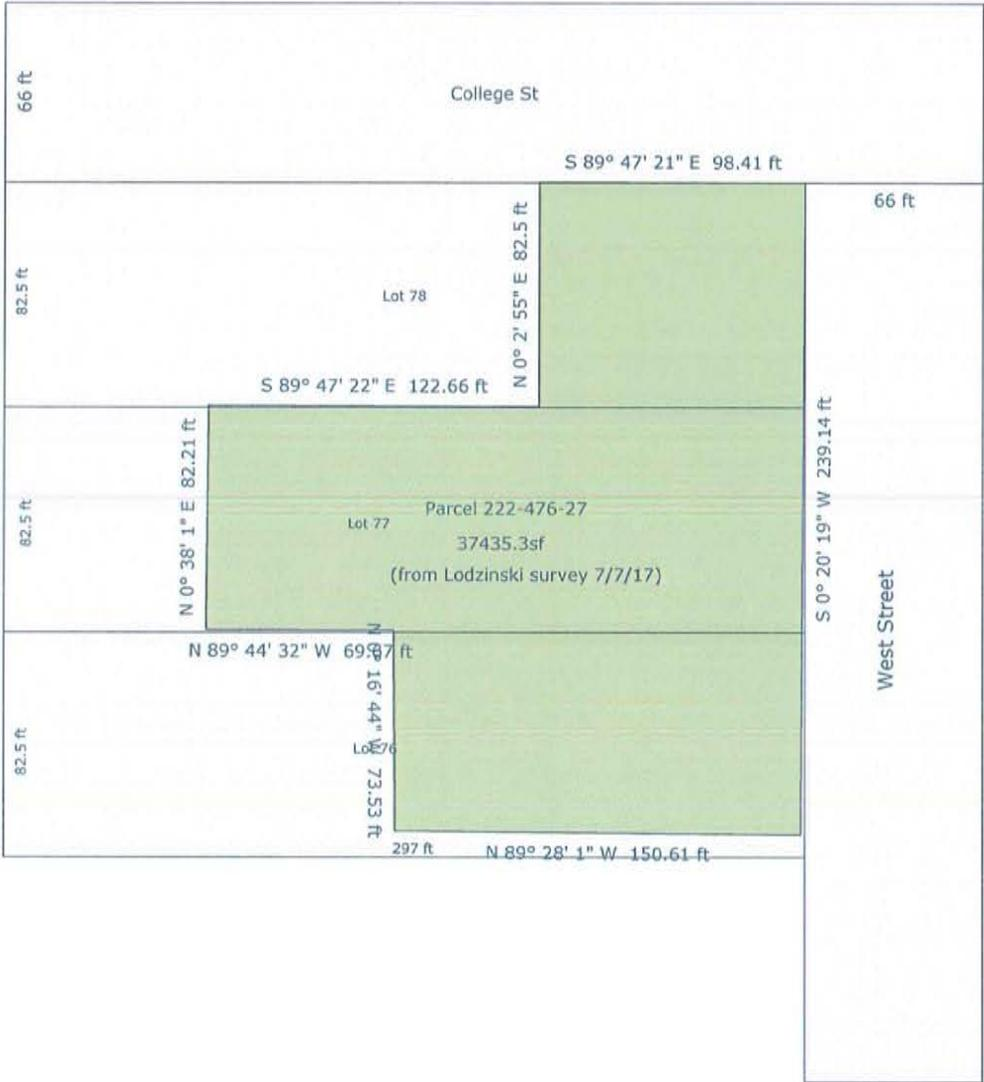 66 ft
College St
S 89° 47' 21" E 98.41 ft
66 ft
82.5 ft
Lot 78
N 0° 2' 55" E 82.5 ft
S 89° 47' 22" E 122.66 ft
82.5 ft
N 0° 38' 1" E 82.21 ft
Lot 77
Parcel 222-476-27
37435.3sf
(from Lodzinski survey 7/7/17)
S 0° 20' 19" W 239.14 ft
West Street
N 89° 44' 32" W 69.87 ft
82.5 ft
Lot 76
N 0° 16' 44" W 73.53 ft
297 ft
N 89° 28' 1" W 150.61 ft